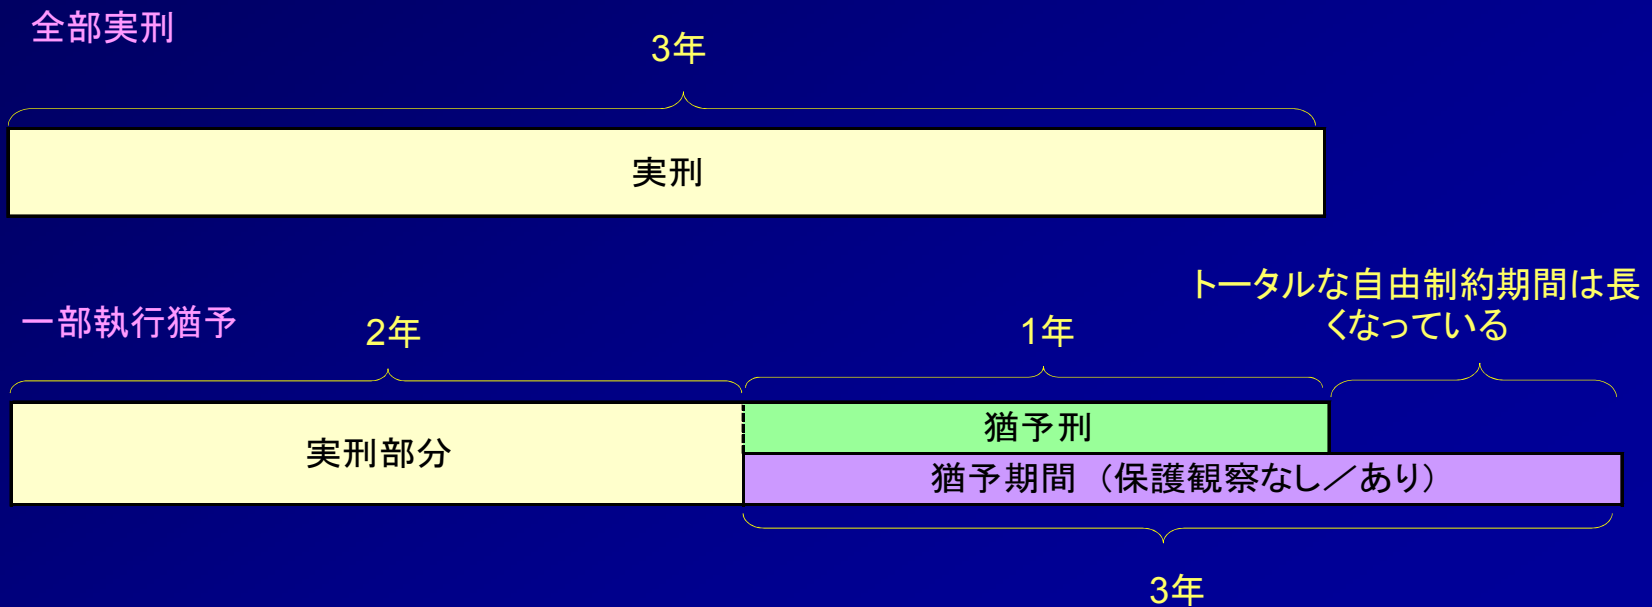 全部実刑
3年
実刑
トータルな自由制約期間は長
くなっている
一部執行猶予
2年
1年
猶予刑
実刑部分
猶予期間（保護観察なし／あり）
3年